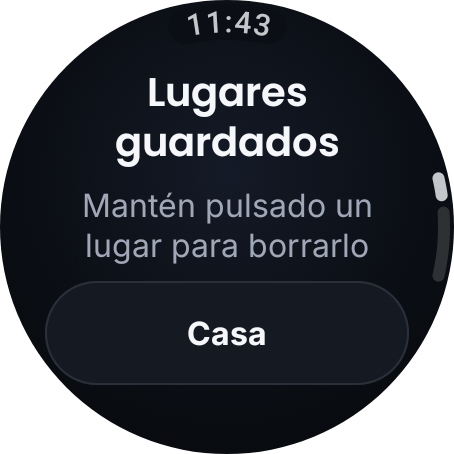 11:43
Lugares
guardados
Mantén pulsado un
lugar para borrarlo
Casa